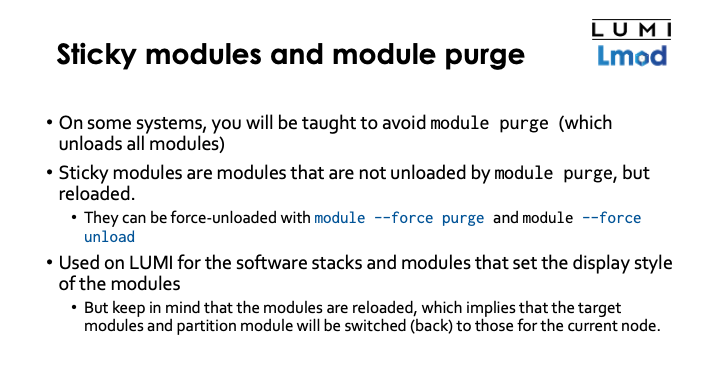 LUMI
Lmod
Sticky modules and module purge
• On some systems, you will be taught to avoid module purge (which
unloads all modules)
• Sticky modules are modules that are not unloaded by module purge, but
reloaded.
• They can be force-unloaded with module --force purge and module --force
unload
• Used on LUMI for the software stacks and modules that set the display style
of the modules
• But keep in mind that the modules are reloaded, which implies that the target
modules and partition module will be switched (back) to those for the current node.